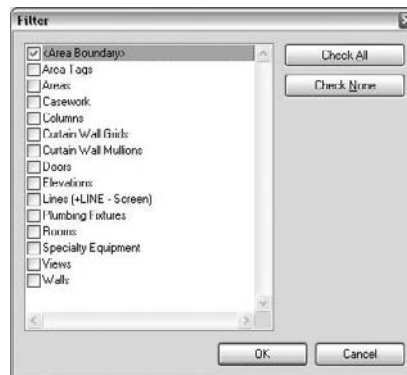 Filter
<Area Boundary>
Area Tags
Areas
Casework
Columns
Curtain Wall Grids
Curtain Wall Mullions
Doors
Elevations
Lines (+LINE - Screen)
Plumbing Fixtures
Rooms
Specialty Equipment
Views
Walls
Check All
Check None
OK
Cancel